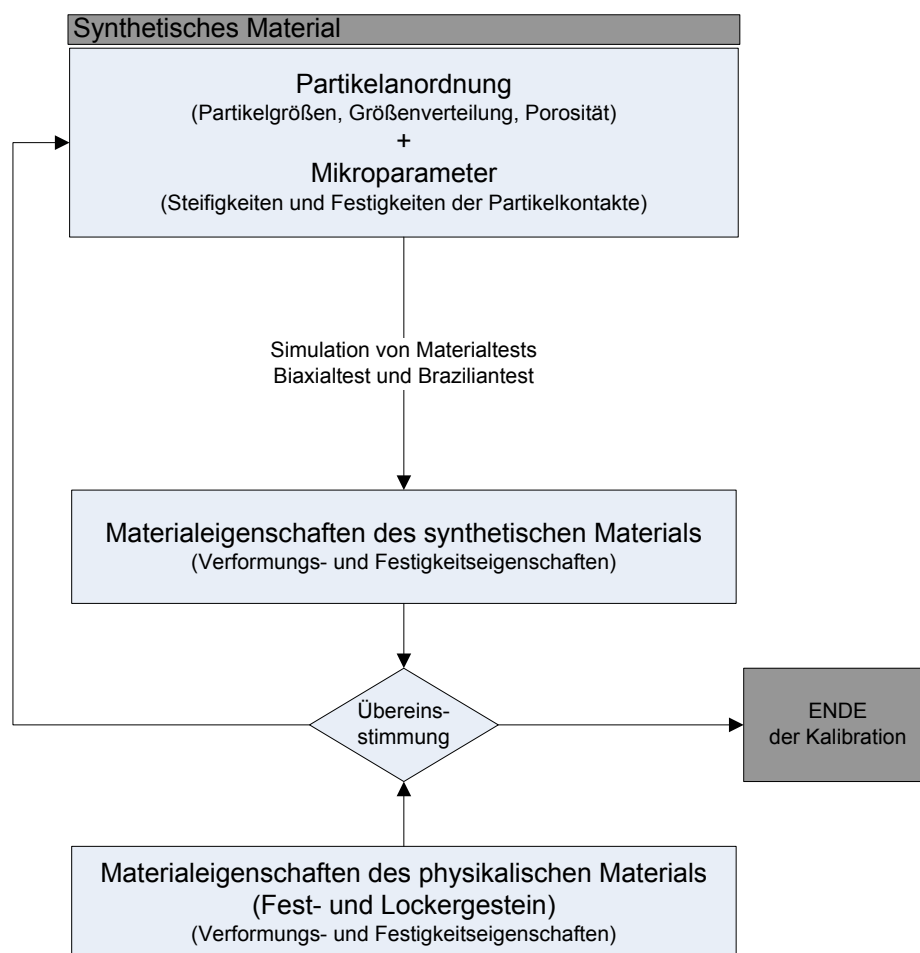 Synthetisches Material
Partikelanordnung
(Partikelgrößen, Größenverteilung, Porosität)
+
Mikroparameter
(Steifigkeiten und Festigkeiten der Partikelkontakte)
Simulation von Materialtests
Biaxialtest und Braziliantest
Materialeigenschaften des synthetischen Materials
(Verformungs- und Festigkeitseigenschaften)
Übereins-
stimmung
ENDE
der Kalibration
Materialeigenschaften des physikalischen Materials
(Fest- und Lockergestein)
(Verformungs- und Festigkeitseigenschaften)